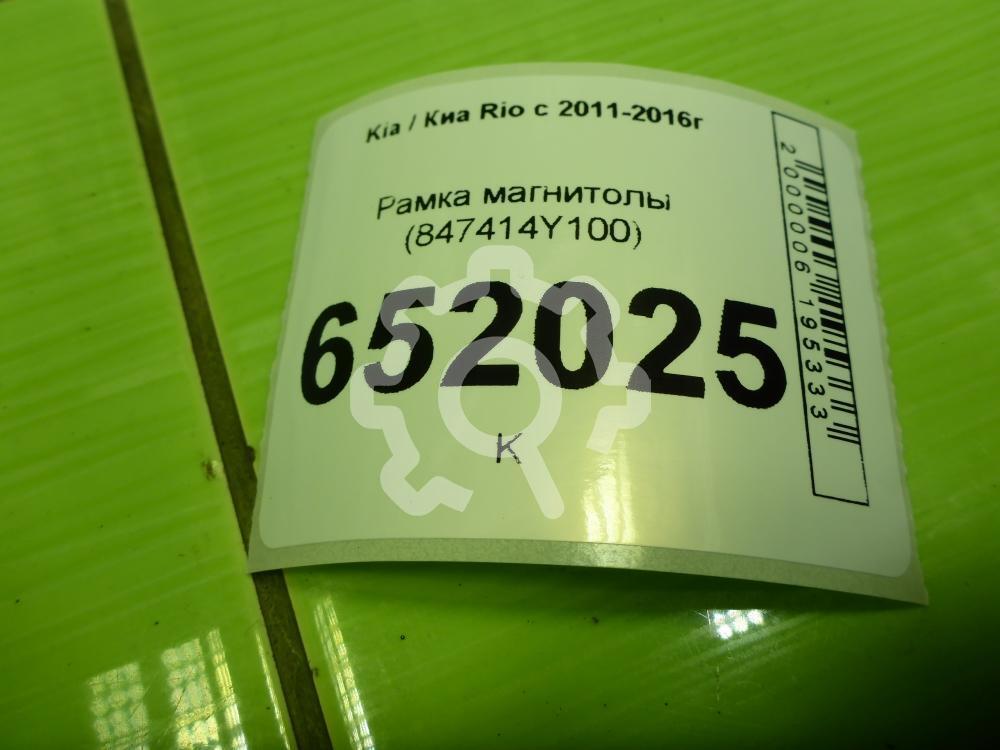 Kia / Киа Rio с 2011-2016г
Рамка магнитолы
(847414Y100)
652025
К
2000006195333